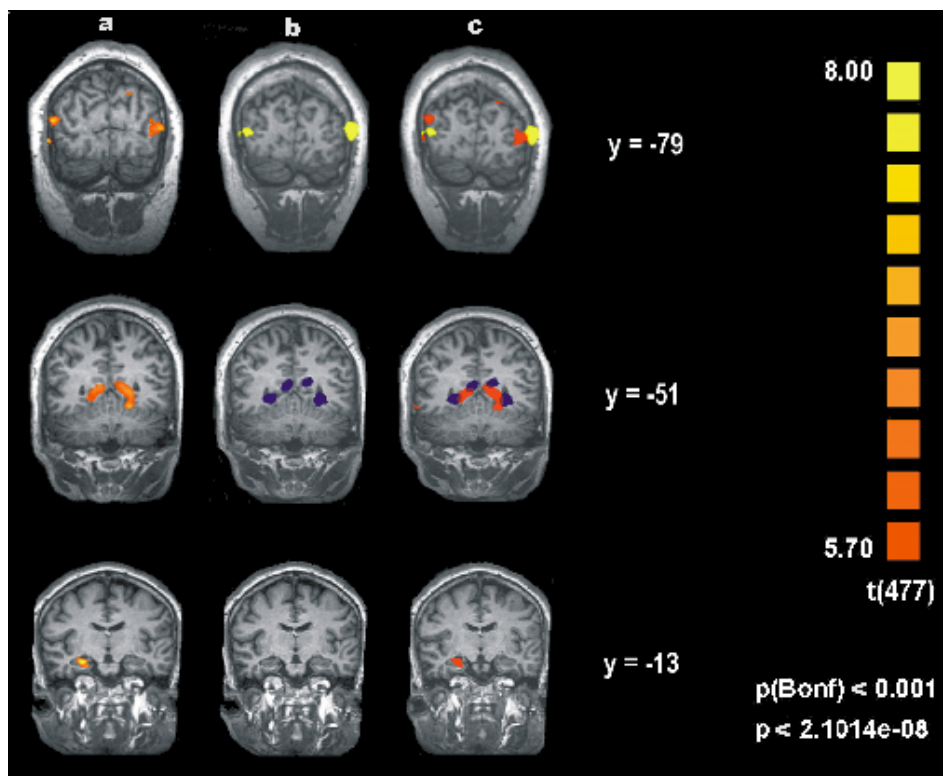 a b c
8.00
y = -79
y = -51
5.70
t(477)
y = -13
p(Bonf) < 0.001
p < 2.1014e-08